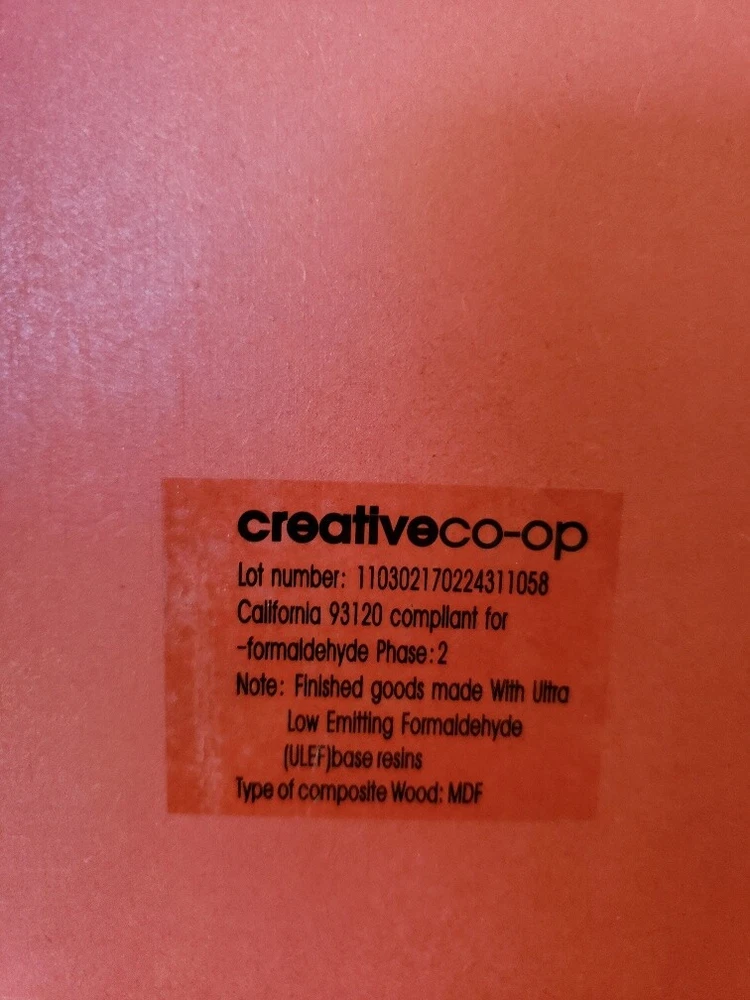 creativeco-op
Lot number: 110302170224311058
California 93120 compliant for
-formaldehyde Phase:2
Note: Finished goods made With Ultra
Low Emitting Formaldehyde
(ULEF)base resins
Type of composite Wood: MDF